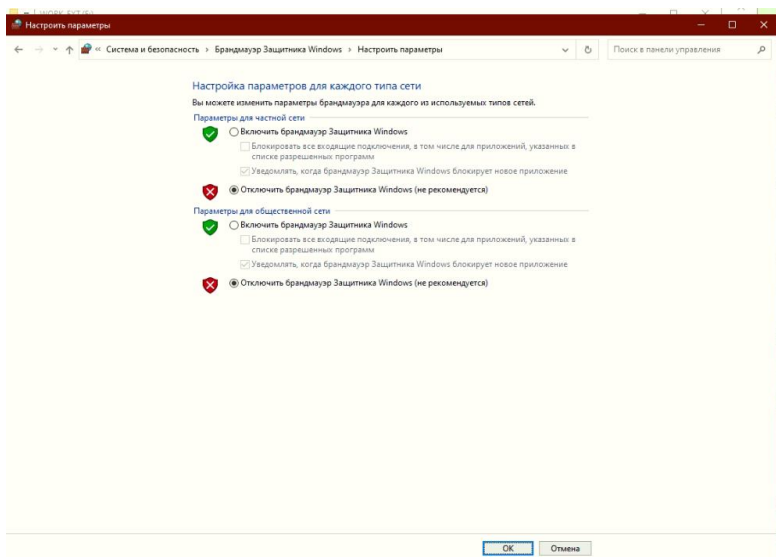 WORK-EXT (E:)
Настроить параметры
« Система и безопасность › Брандмауэр Защитника Windows › Настроить параметры
Поиск в панели управления
Настройка параметров для каждого типа сети
Вы можете изменить параметры брандмауэра для каждого из используемых типов сетей.
Параметры для частной сети
Включить брандмауэр Защитника Windows
Блокировать все входящие подключения, в том числе для приложений, указанных в
списке разрешенных программ
Уведомлять, когда брандмауэр Защитника Windows блокирует новое приложение
Отключить брандмауэр Защитника Windows (не рекомендуется)
Параметры для общественной сети
Включить брандмауэр Защитника Windows
Блокировать все входящие подключения, в том числе для приложений, указанных в
списке разрешенных программ
Уведомлять, когда брандмауэр Защитника Windows блокирует новое приложение
Отключить брандмауэр Защитника Windows (не рекомендуется)
ОК
Отмена